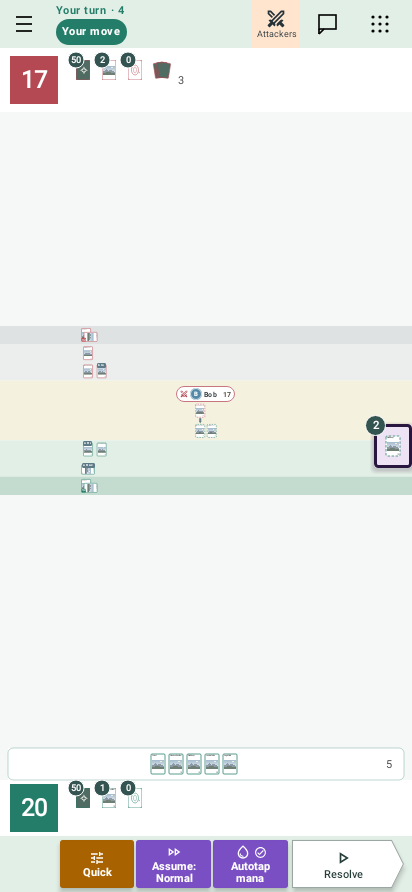 Your turn · 4
Your move
Attackers
17
50
2
0
3
B Bob 17
2
5
20
50
1
0
Quick
Assume:
Normal
Autotap
mana
Resolve